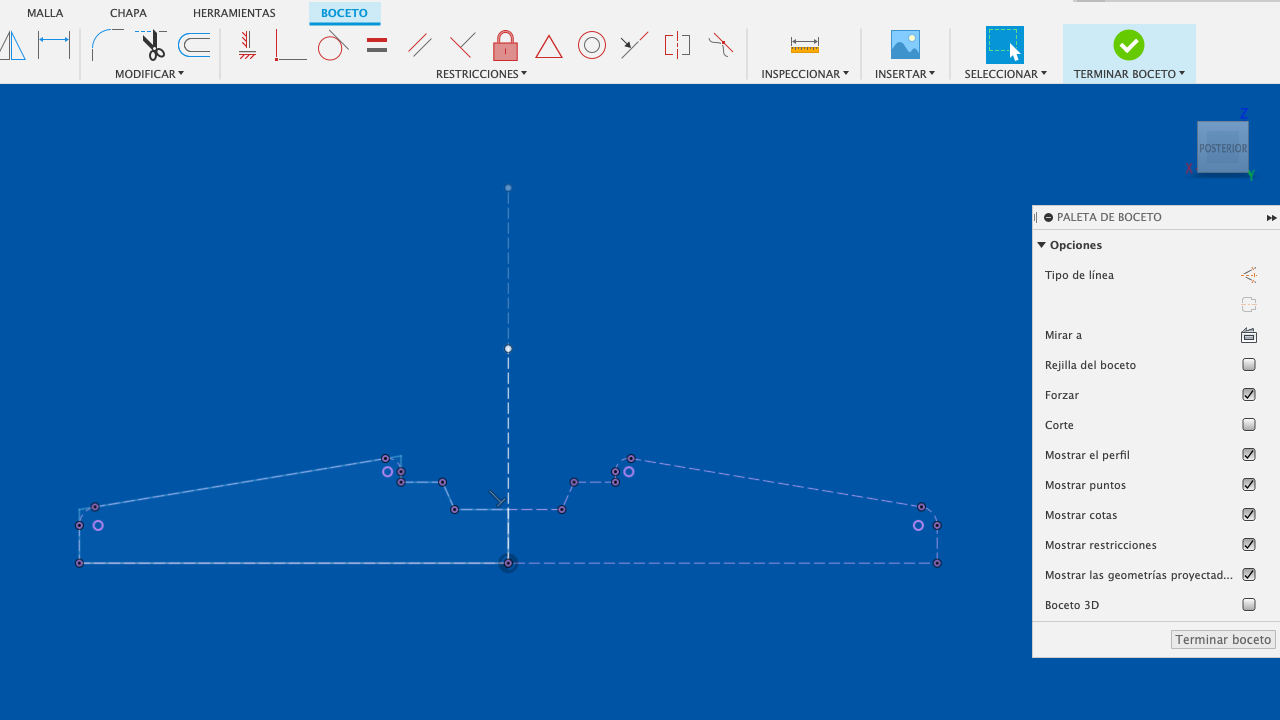 MALLA CHAPA HERRAMIENTAS BOCETO
MODIFICAR RESTRICCIONES INSPECCIONAR INSERTAR SELECCIONAR TERMINAR BOCETO
Z
POSTERIOR
X
Y
PALETA DE BOCETO
Opciones
Tipo de línea
Mirar a
Rejilla del boceto
Forzar
Corte
Mostrar el perfil
Mostrar puntos
Mostrar cotas
Mostrar restricciones
Mostrar las geometrías proyectad...
Boceto 3D
Terminar boceto